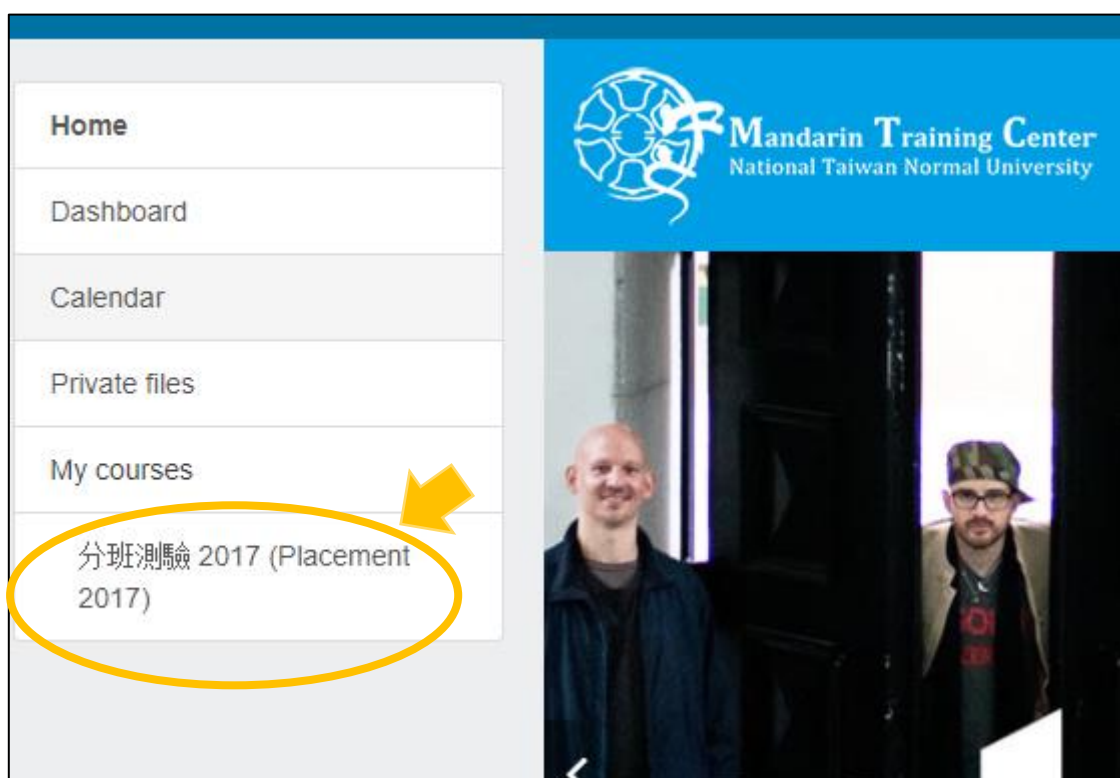 Home
Dashboard
Calendar
Private files
My courses
分班測驗 2017 (Placement
2017)
Mandarin Training Center
National Taiwan Normal University